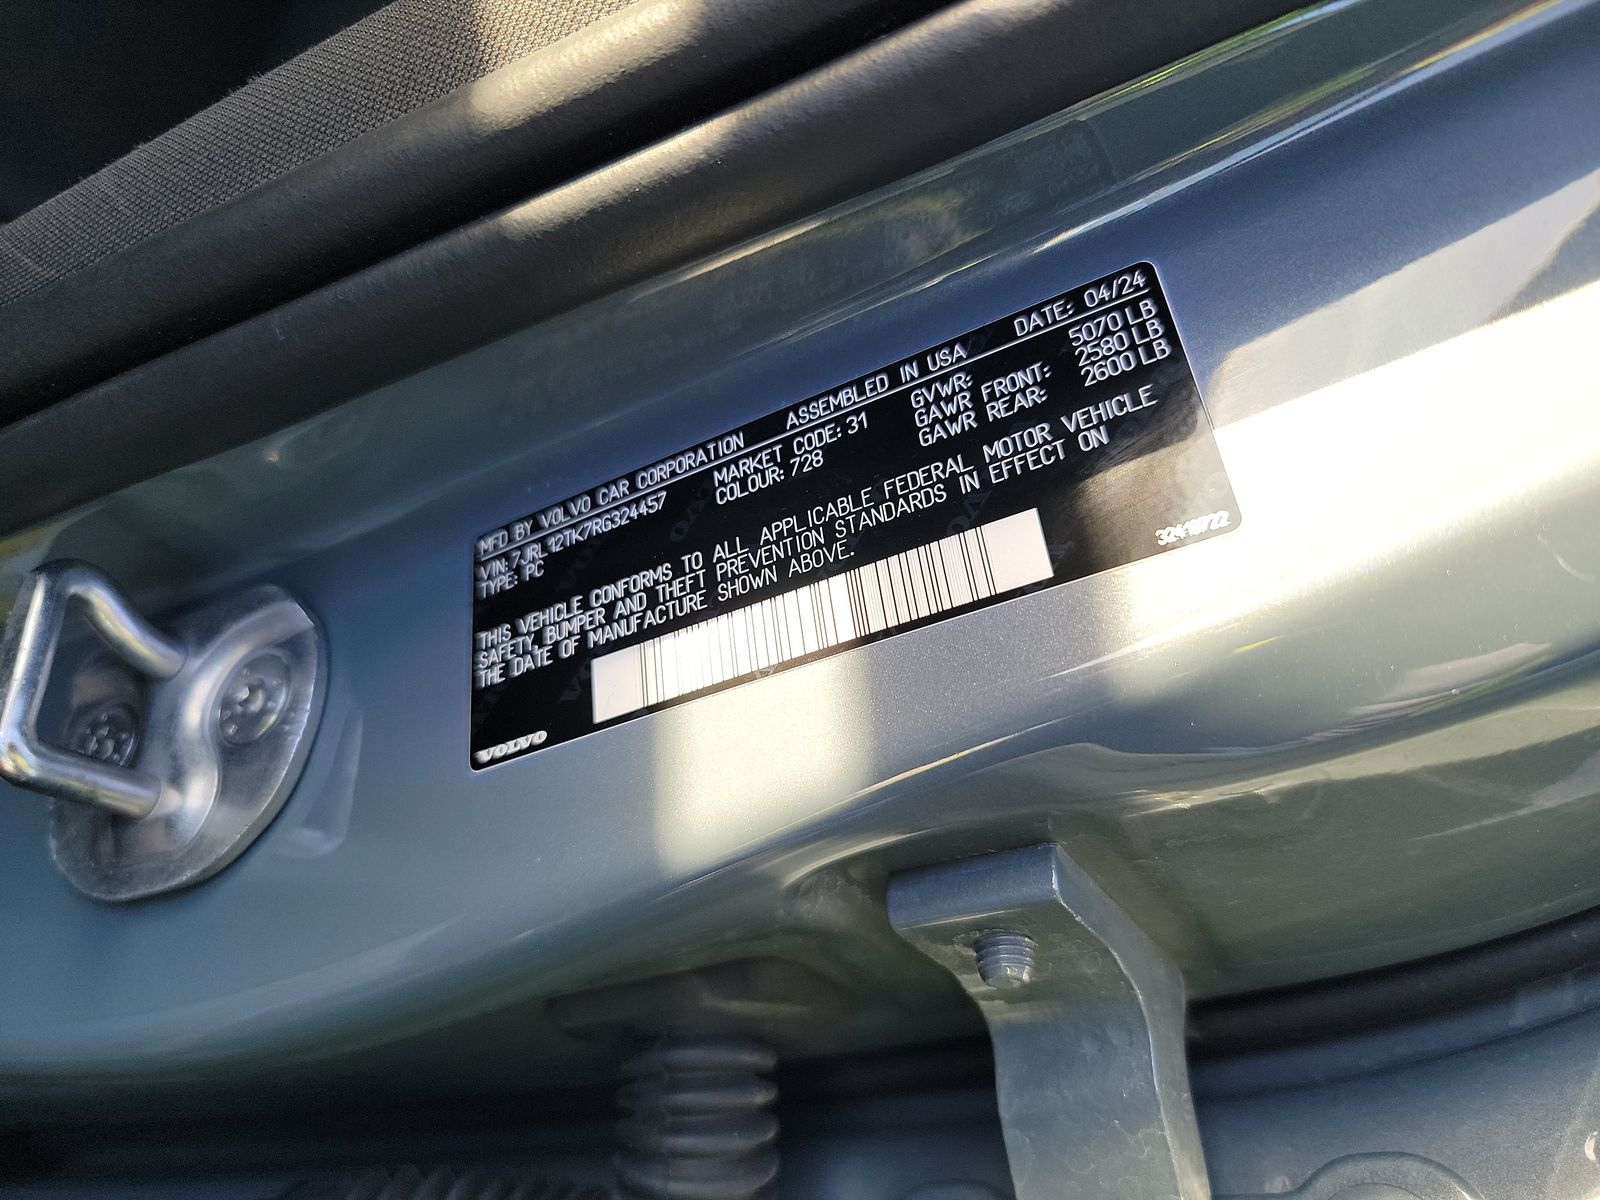 MFD BY VOLVO CAR CORPORATION ASSEMBLED IN USA DATE: 04/24
VIN: 7JRL12TK7RG324457 MARKET CODE: 31 GVWR: 5070 LB
TYPE: PC COLOUR: 728 GAWR FRONT: 2580 LB
GAWR REAR: 2600 LB
THIS VEHICLE CONFORMS TO ALL APPLICABLE FEDERAL MOTOR VEHICLE
SAFETY, BUMPER AND THEFT PREVENTION STANDARDS IN EFFECT ON
THE DATE OF MANUFACTURE SHOWN ABOVE.
VOLVO